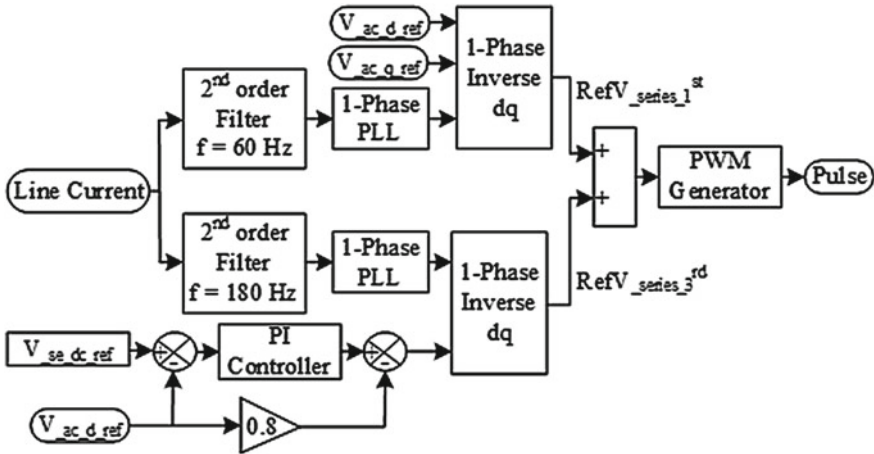 V_ac_d_ref
V_ac_q_ref
1-Phase
Inverse
dq
2nd order
Filter
f = 60 Hz
1-Phase
PLL
RefV_series_1st
Line Current
+
+
PWM
Generator
Pulse
2nd order
Filter
f = 180 Hz
1-Phase
PLL
1-Phase
Inverse
dq
RefV_series_3rd
V_se_dc_ref
+
-
PI
Controller
+
-
V_ac_d_ref
0.8